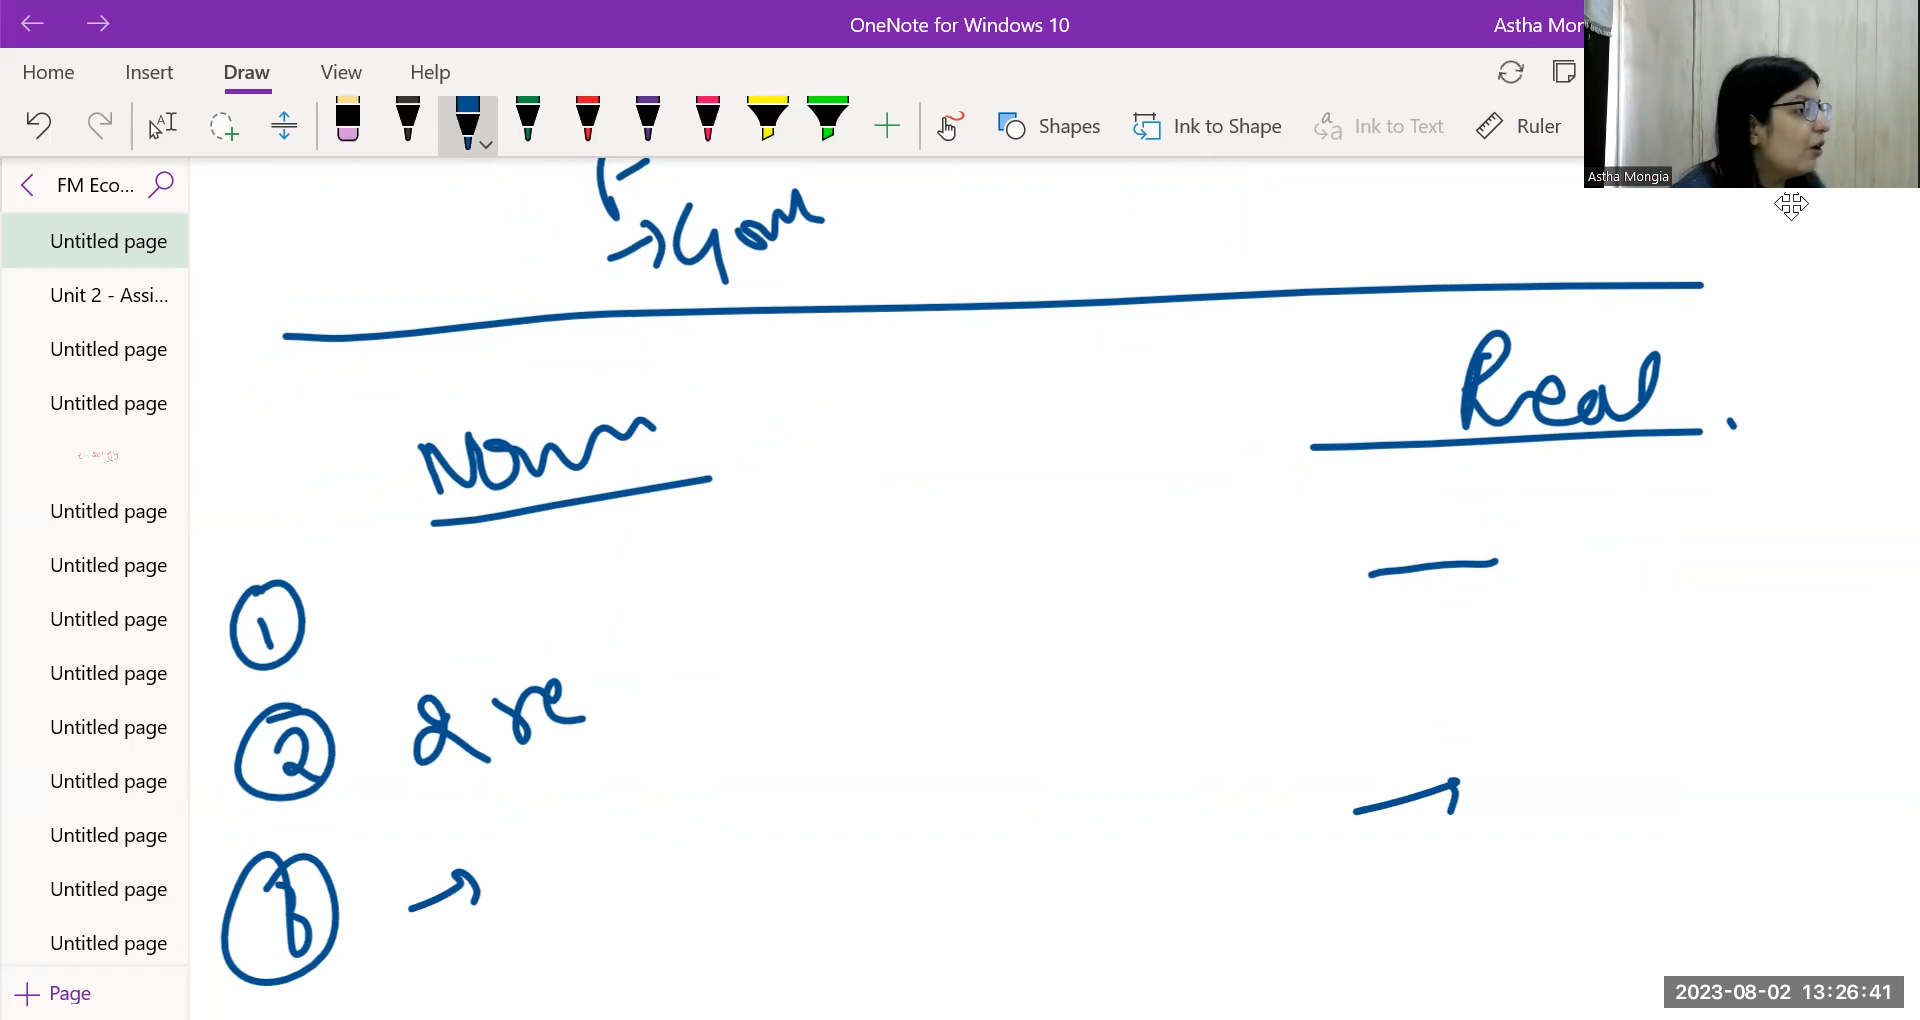 OneNote for Windows 10
Astha Mon
Home Insert Draw View Help
Shapes Ink to Shape Ink to Text Ruler
Astha Mongia
FM Eco...
Untitled page
Unit 2 - Assi...
Untitled page
Untitled page
Untitled page
Untitled page
Untitled page
Untitled page
Untitled page
Untitled page
Untitled page
Untitled page
Untitled page
Page
→
Nom Real.
1
2
3 →
2023-08-02 13:26:41